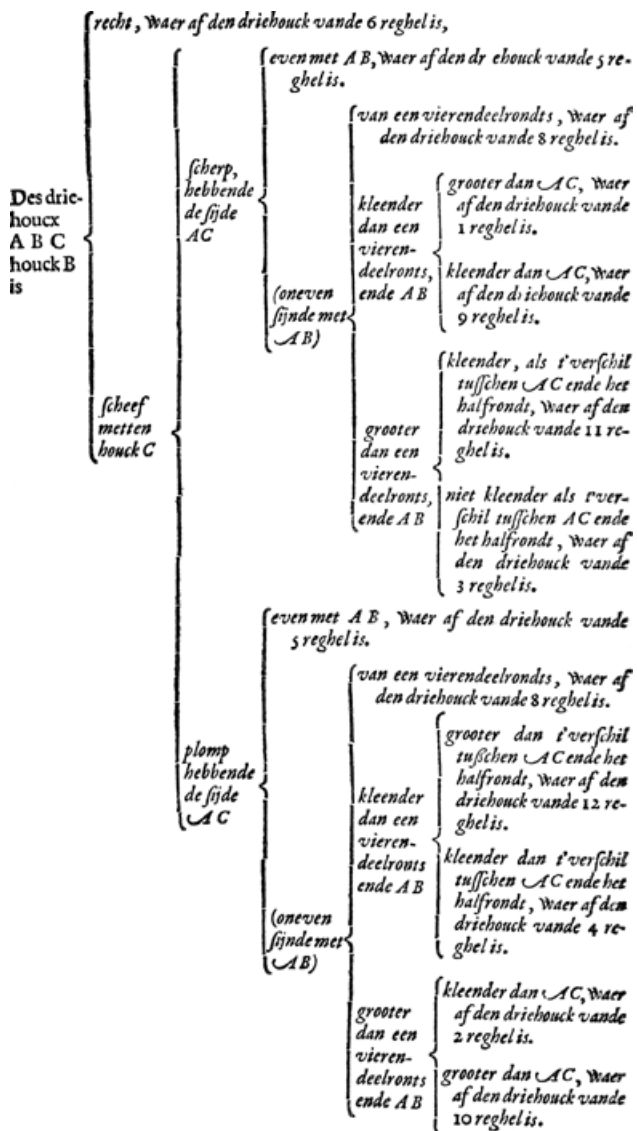 Des drie-
houcx
A B C
houck B
is
recht, waer af den driehouck vande 6 reghel is,
scheef
metten
houck C
ſcherp,
hebbende
de ſijde
AC
even met A B, waer af den dr ehouck vande 5 re-
ghel is.
(oneven
ſijnde met
AB)
van een vierendeelrondts, waer af
den driehouck vande 8 reghel is.
kleender
dan een
vieren-
deelronts,
ende AB
grooter dan AC, waer
af den driehouck vande
1 reghel is.
kleender dan AC, waer
af den driehouck vande
9 reghel is.
grooter
dan een
vieren-
deelronts,
ende AB
kleender, als t'verſchil
tuſſchen AC ende het
halfrondt, waer af den
driehouck vande 11 re-
ghel is.
niet kleender als t'ver-
ſchil tuſſchen AC ende
het halfrondt, waer af
den driehouck vande
3 reghel is.
plomp
hebbende
de ſijde
AC
even met A B, waer af den driehouck vande
5 reghel is.
(oneven
ſijnde met
AB)
van een vierendeelrondts, waer af
den driehouck vande 8 reghel is.
kleender
dan een
vieren-
deelronts
ende AB
grooter dan t'verſchil
tußchen AC ende het
halfrondt, waer af den
driehouck vande 12 re-
ghel is.
kleender dan t'verſchil
tuſſchen AC ende het
halfrondt, waer af den
driehouck vande 4 re-
ghel is.
grooter
dan een
vieren-
deelronts
ende AB
kleender dan AC, waer
af den driehouck vande
2 reghel is.
grooter dan AC, waer
af den driehouck vande
10 reghel is.